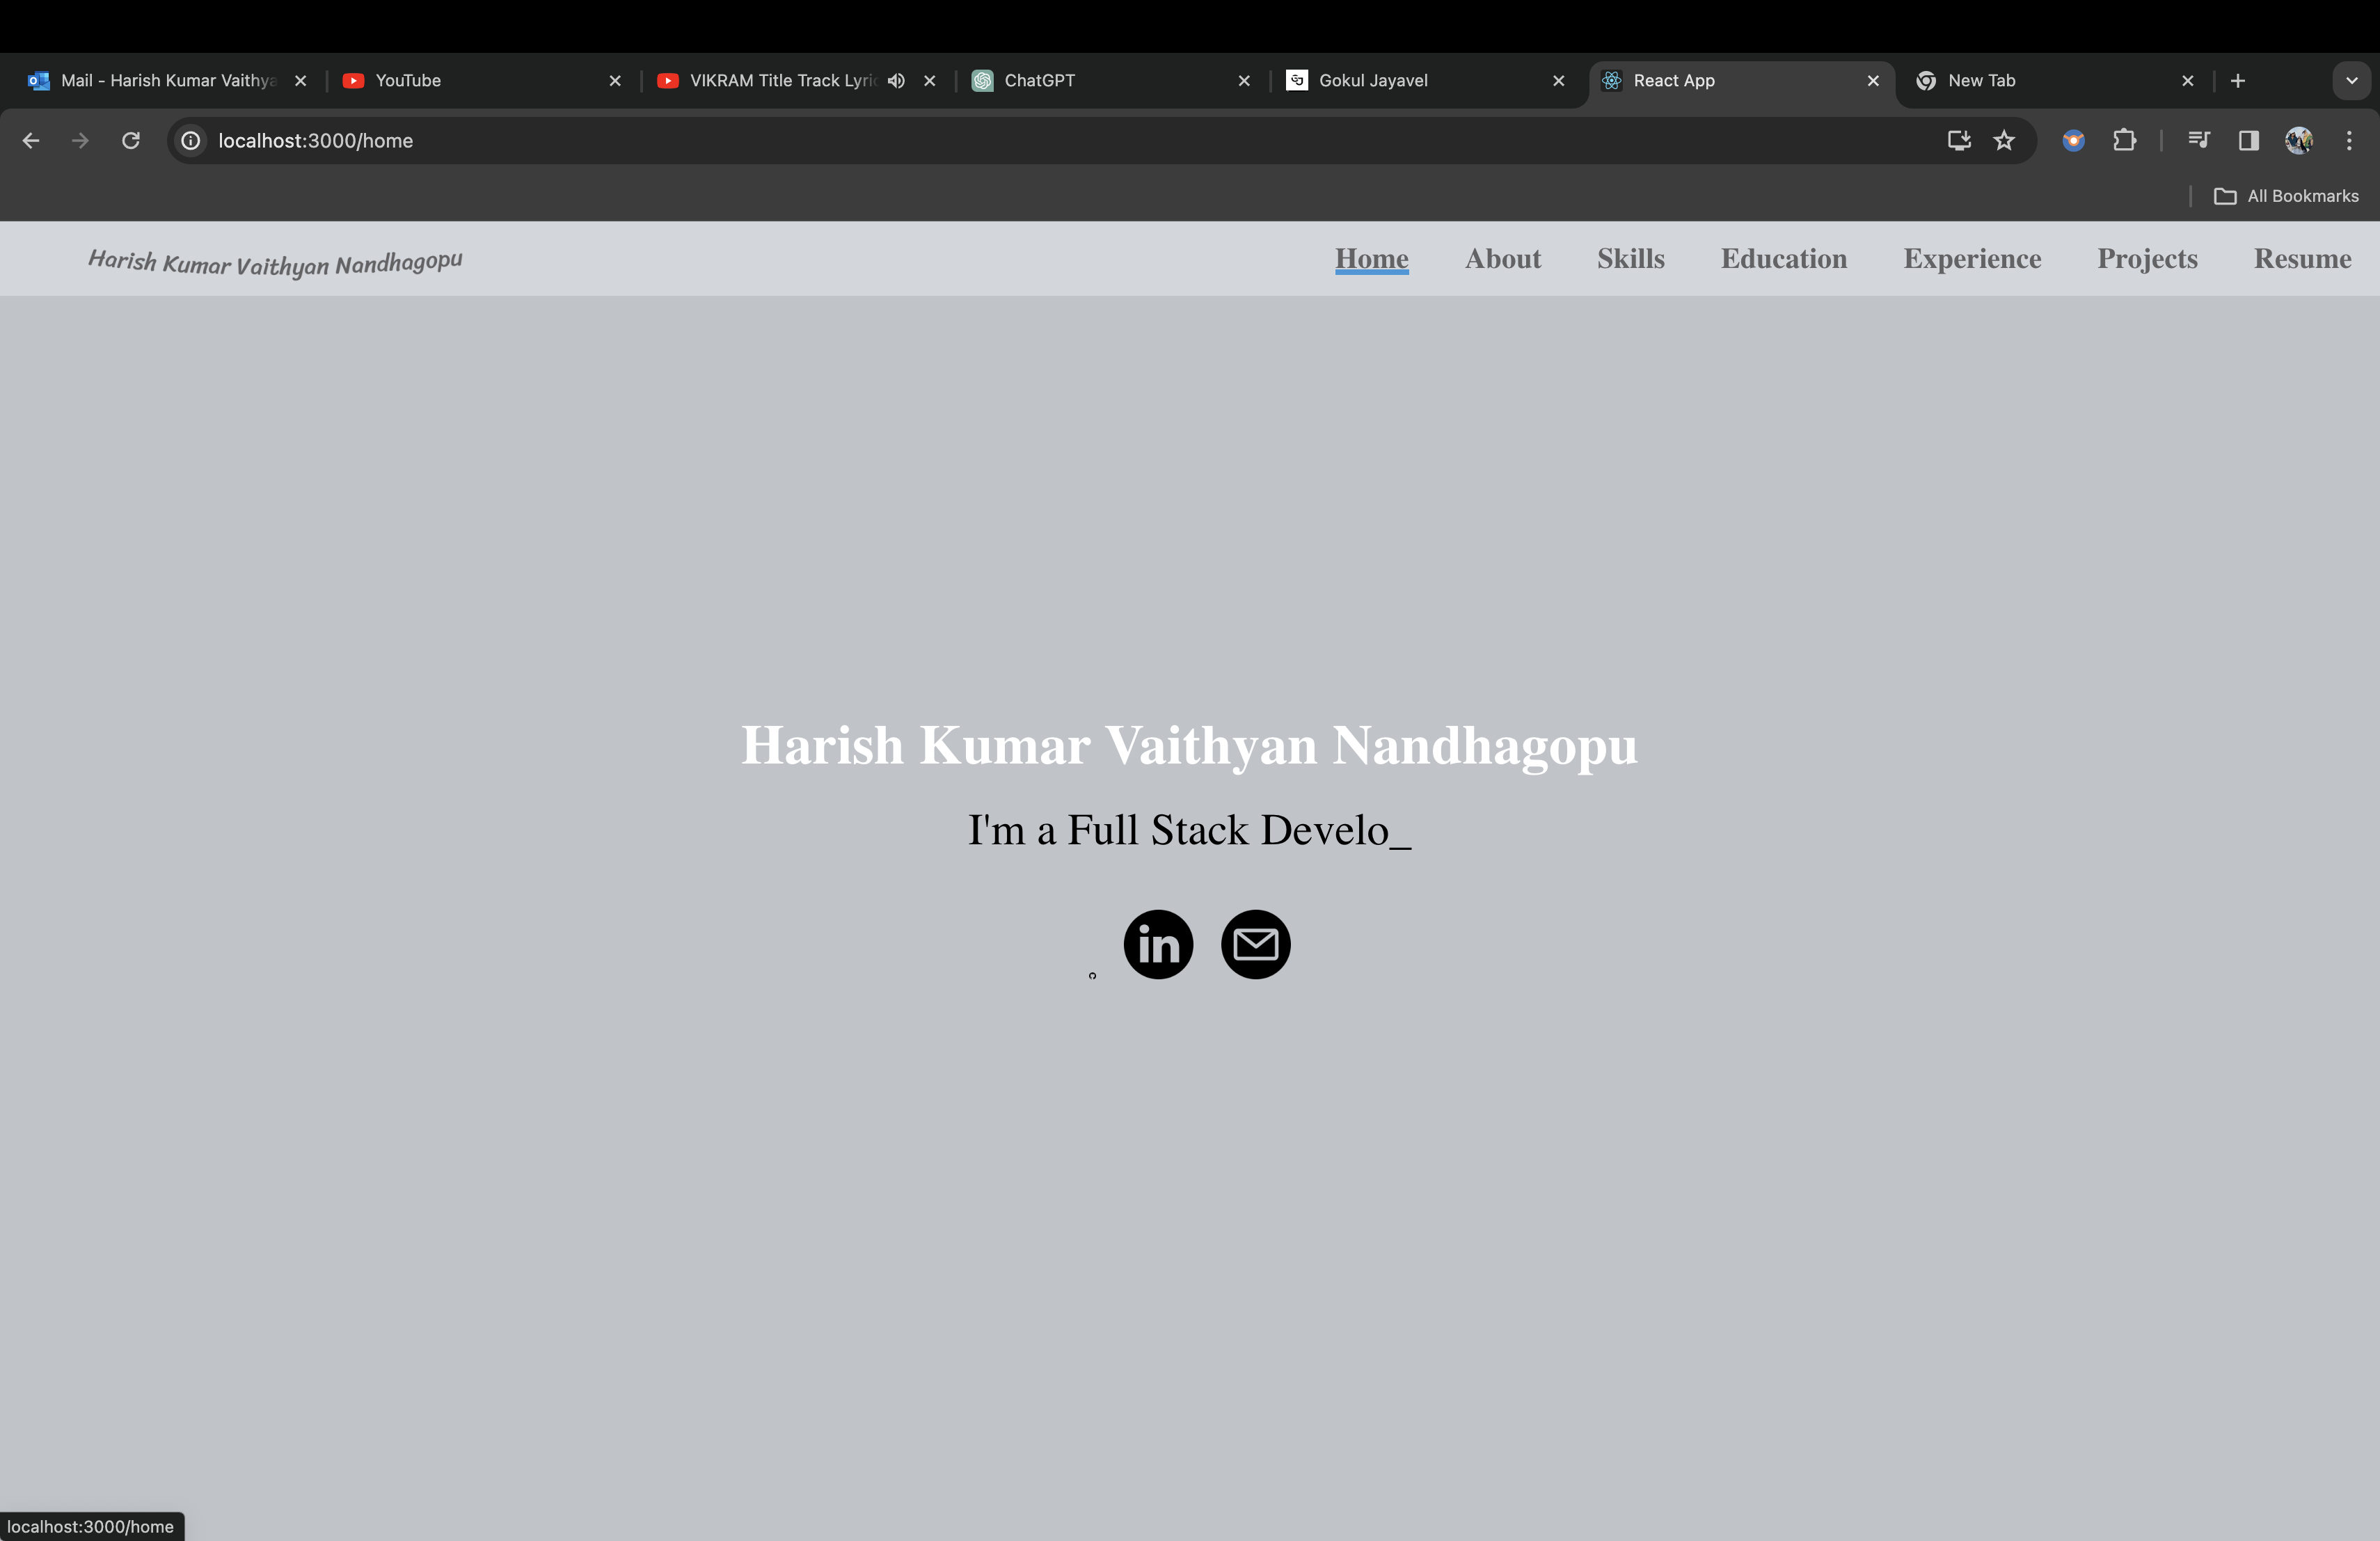 Mail - Harish Kumar Vaithya
YouTube
VIKRAM Title Track Lyric
ChatGPT
Gokul Jayavel
React App
New Tab
localhost:3000/home
All Bookmarks
Harish Kumar Vaithyan Nandhagopu
Home
About
Skills
Education
Experience
Projects
Resume
Harish Kumar Vaithyan Nandhagopu
I'm a Full Stack Develo_
in
localhost:3000/home